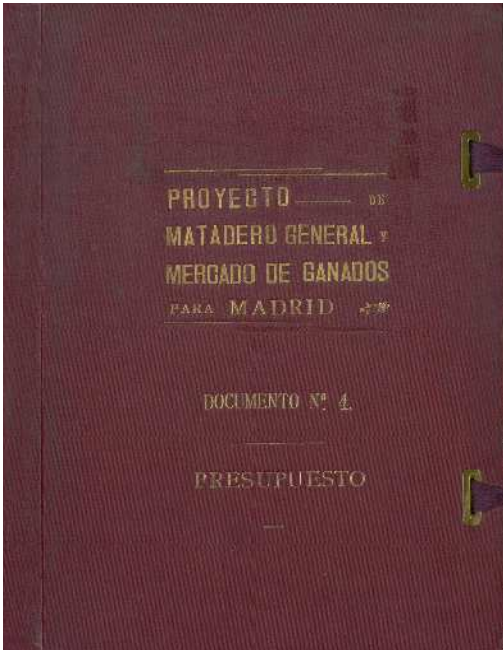 PROYECTO DE
MATADERO GENERAL Y
MERCADO DE GANADOS
PARA MADRID
DOCUMENTO Nº 4.
PRESUPUESTO